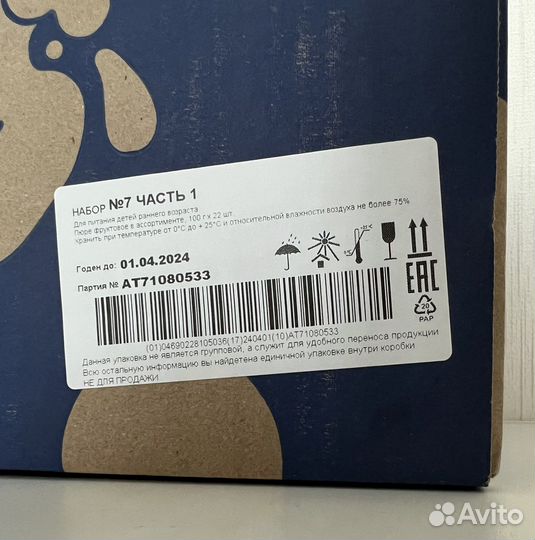 НАБОР №7 ЧАСТЬ 1
Для питания детей раннего возраста
Пюре фруктовое в ассортименте, 100 г x 22 шт.
Хранить при температуре от 0°C до + 25°C и относительной влажности воздуха не более 75%
Годен до: 01.04.2024
Партия № AT71080533
(01)04690228105036(17)240401(10)AT71080533
EAC
20
PAP
Данная упаковка не является групповой, а служит для удобного переноса продукции
Всю остальную информацию вы найдетена единичной упаковке внутри коробки
НЕ ДЛЯ ПРОДАЖИ
Avito